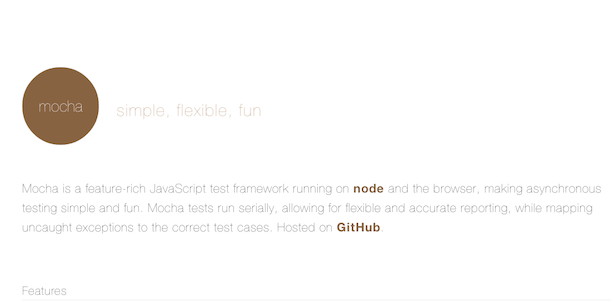 mocha
simple, flexible, fun
Mocha is a feature-rich JavaScript test framework running on node and the browser, making asynchronous
testing simple and fun. Mocha tests run serially, allowing for flexible and accurate reporting, while mapping
uncaught exceptions to the correct test cases. Hosted on GitHub.
Features